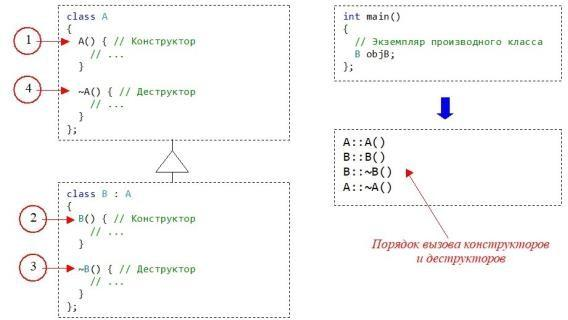 class A
{
1
A() { // Конструктор
// ...
}
4
~A() { // Деструктор
// ...
}
};
class B : A
{
2
B() { // Конструктор
// ...
}
3
~B() { // Деструктор
// ...
}
};
int main()
{
// Экземпляр производного класса
B objB;
};
A::A()
B::B()
B::~B()
A::~A()
Порядок вызова конструкторов
и деструкторов